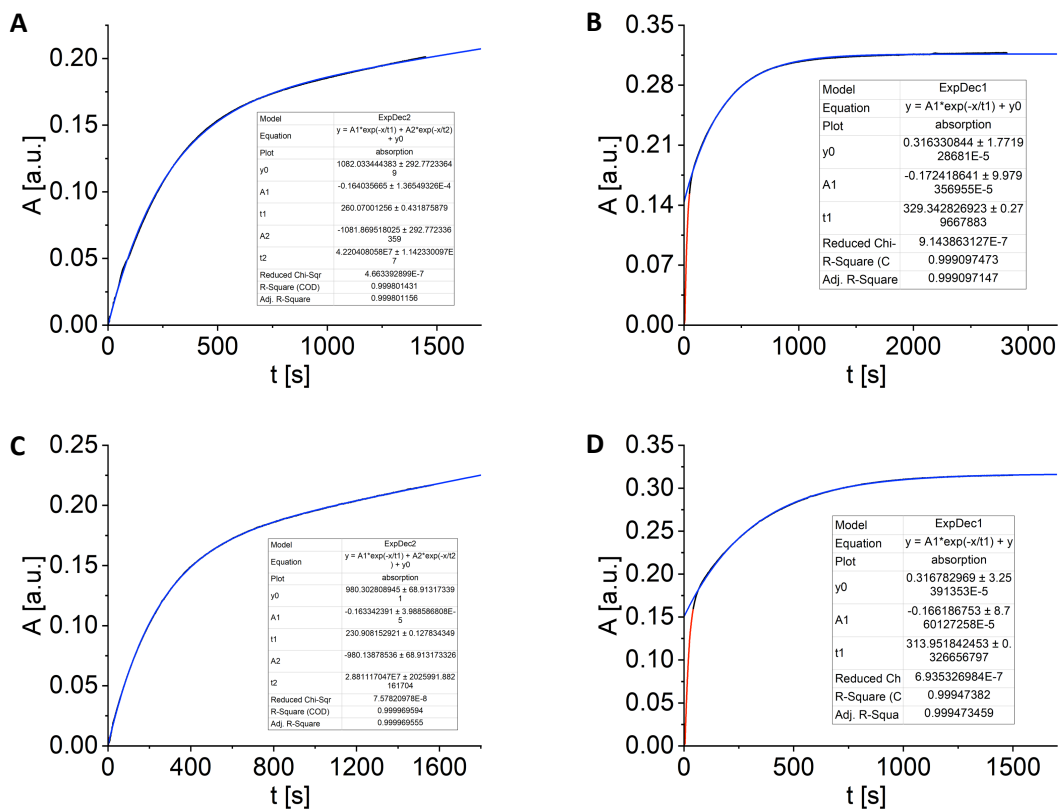 A
B
A [a.u.]
0.20
0.15
0.10
0.05
0.00
0 500 1000 1500
t [s]
Model ExpDec2
Equation y = A1*exp(-x/t1) + A2*exp(-x/t2)
+ y0
Plot absorption
y0 1082.033444383 ± 292.7723364
9
A1 -0.164035665 ± 1.36549326E-4
t1 260.07001256 ± 0.431875879
A2 -1081.869518025 ± 292.772336
359
t2 4.220408058E7 ± 1.142330097E
7
Reduced Chi-Sqr 4.663392899E-7
R-Square (COD) 0.999801431
Adj. R-Square 0.999801156
A [a.u.]
0.35
0.28
0.21
0.14
0.07
0.00
0 1000 2000 3000
t [s]
Model ExpDec1
Equation y = A1*exp(-x/t1) + y0
Plot absorption
y0 0.316330844 ± 1.7719
28681E-5
A1 -0.172418641 ± 9.979
356955E-5
t1 329.342826923 ± 0.27
9667883
Reduced Chi- 9.143863127E-7
R-Square (C 0.999097473
Adj. R-Square 0.999097147
C
D
A [a.u.]
0.25
0.20
0.15
0.10
0.05
0.00
0 400 800 1200 1600
t [s]
Model ExpDec2
Equation y = A1*exp(-x/t1) + A2*exp(-x/t2
) + y0
Plot absorption
y0 980.302808945 ± 68.91317339
1
A1 -0.163342391 ± 3.988586808E-
5
t1 230.908152921 ± 0.127834349
A2 -980.13878536 ± 68.913173326
t2 2.881117047E7 ± 2025991.882
161704
Reduced Chi-Sqr 7.57820978E-8
R-Square (COD) 0.999969594
Adj. R-Square 0.999969555
A [a.u.]
0.35
0.30
0.25
0.20
0.15
0.10
0.05
0.00
0 500 1000 1500
t [s]
Model ExpDec1
Equation y = A1*exp(-x/t1) + y
Plot absorption
y0 0.316782969 ± 3.25
391353E-5
A1 -0.166186753 ± 8.7
60127258E-5
t1 313.951842453 ± 0.
326656797
Reduced Ch 6.935326984E-7
R-Square (C 0.99947382
Adj. R-Squa 0.999473459